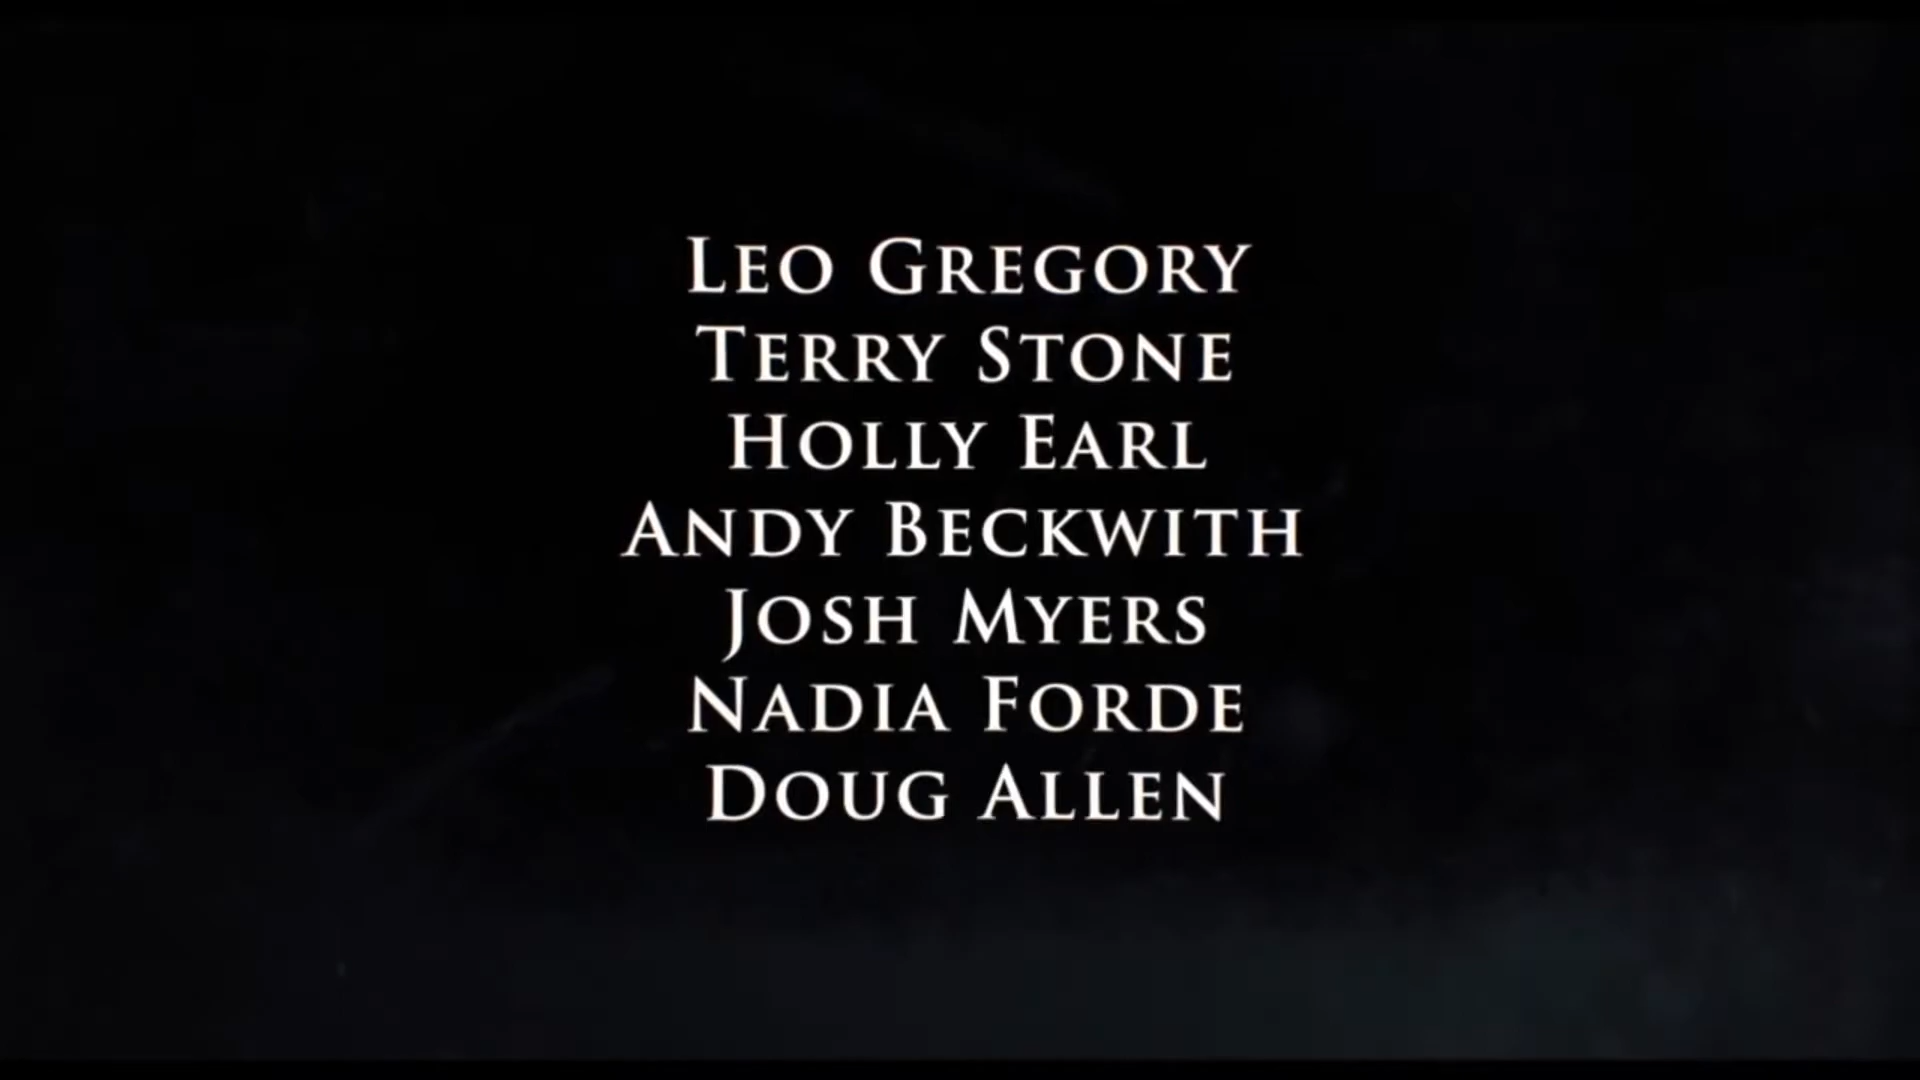 Leo Gregory
Terry Stone
Holly Earl
Andy Beckwith
Josh Myers
Nadia Forde
Doug Allen